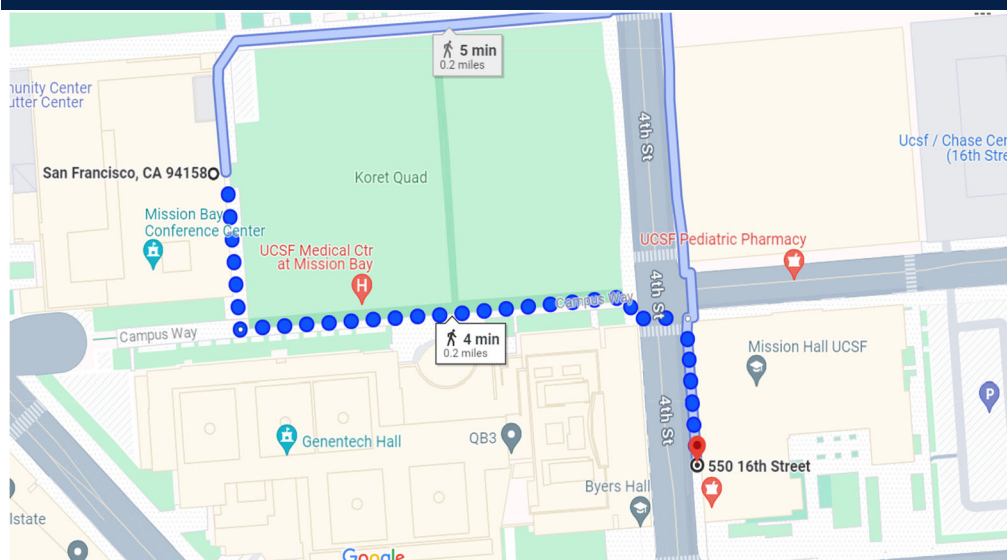 5 min
0.2 miles
unity Center
utter Center
4th St
Ucsf / Chase Cen
(16th Stre
San Francisco, CA 94158
Koret Quad
Mission Bay
Conference Center
UCSF Medical Ctr
at Mission Bay
UCSF Pediatric Pharmacy
H
4th St
Campus Way
Campus Way
4 min
0.2 miles
Mission Hall UCSF
P
4th St
Genentech Hall
QB3
550 16th Street
Byers Hall
lstate
Google